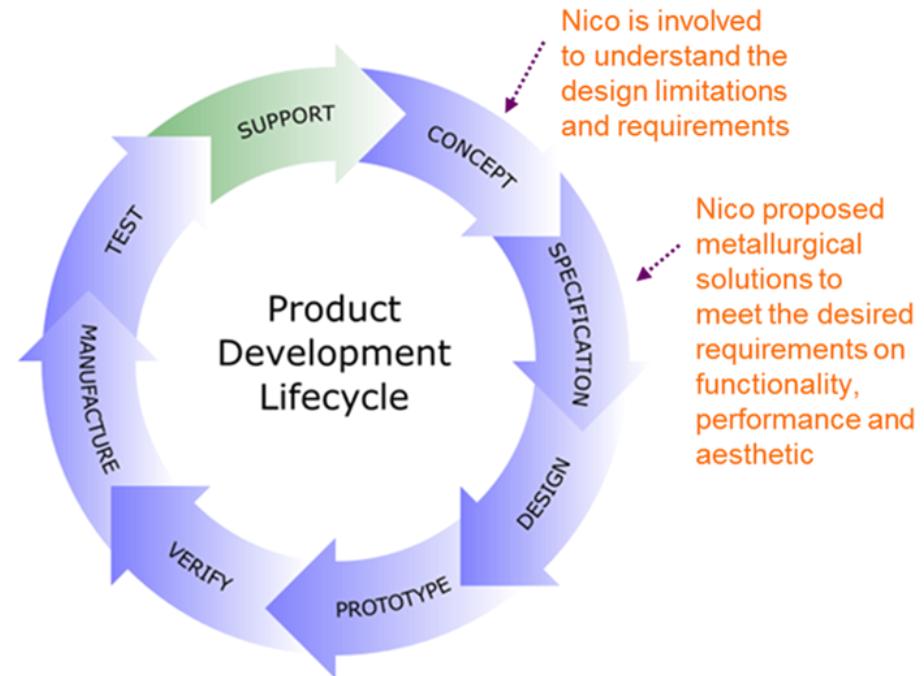 Nico is involved
to understand the
design limitations
and requirements
SUPPORT
CONCEPT
Nico proposed
metallurgical
solutions to
meet the desired
requirements on
functionality,
performance and
aesthetic
SPECIFICATION
TEST
Product
Development
Lifecycle
MANUFACTURE
DESIGN
VERIFY
PROTOTYPE